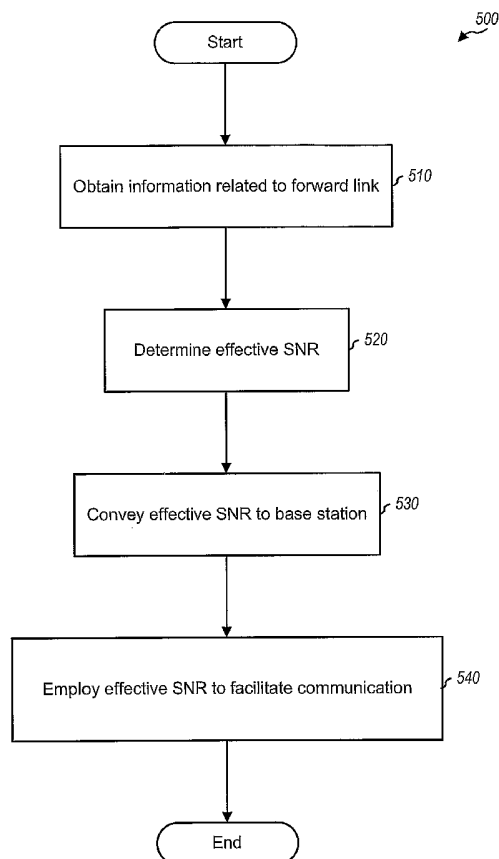 Start
500
Obtain information related to forward link
510
Determine effective SNR
520
Convey effective SNR to base station
530
Employ effective SNR to facilitate communication
540
End